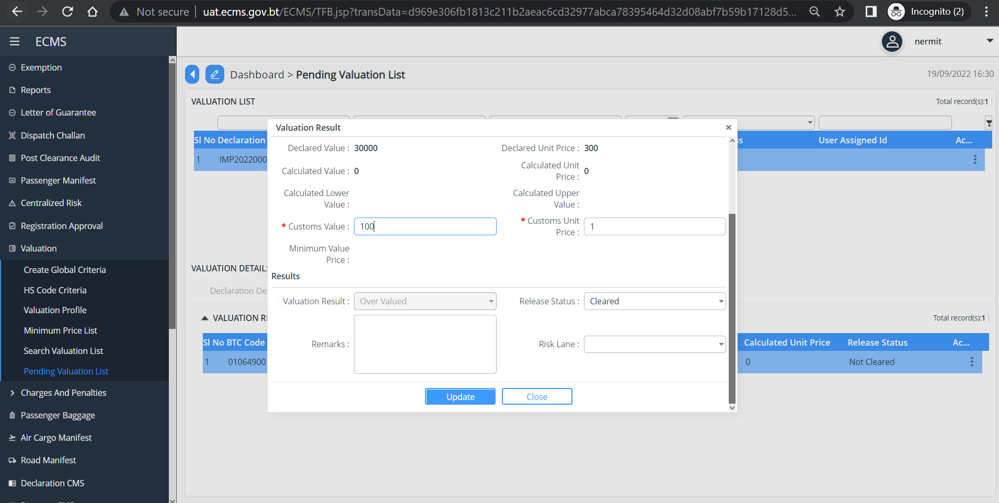 Not secure uat.ecms.gov.bt/ECMS/TFB.jsp?transData=d969e306fb1813c211b2aeac6cd32977abca78395464d32d08abf7b59b17128d5... Incognito (2)
ECMS
nermit
Exemption
Reports
Letter of Guarantee
Dispatch Challan
Post Clearance Audit
Passenger Manifest
Centralized Risk
Registration Approval
Valuation
Create Global Criteria
HS Code Criteria
Valuation Profile
Minimum Price List
Search Valuation List
Pending Valuation List
Charges And Penalties
Passenger Baggage
Air Cargo Manifest
Road Manifest
Declaration CMS
Dashboard > Pending Valuation List
19/09/2022 16:30
VALUATION LIST
Total record(s):1
Sl No Declaration
User Assigned Id
Ac...
1 IMP2022000
Valuation Result
Declared Value : 30000
Declared Unit Price : 300
Calculated Value : 0
Calculated Unit
Price : 0
Calculated Lower
Value :
Calculated Upper
Value :
* Customs Value : 100
* Customs Unit
Price : 1
Minimum Value
Price :
Results
Valuation Result : Over Valued
Release Status : Cleared
Remarks :
Risk Lane :
Update
Close
VALUATION DETAILS
Declaration De
VALUATION R
Total record(s):1
Sl No BTC Code
Calculated Unit Price
Release Status
Ac...
1 01064900
0
Not Cleared